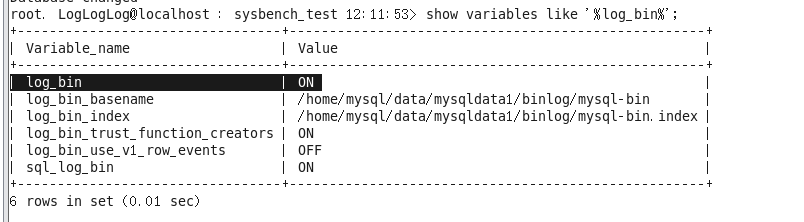 Database changed
root. LogLogLog@localhost : sysbench_test 12:11:53> show variables like '%log_bin%';
+---------------------------------+--------------------------------------------------+
| Variable_name | Value |
+---------------------------------+--------------------------------------------------+
| log_bin | ON |
| log_bin_basename | /home/mysql/data/mysqldata1/binlog/mysql-bin |
| log_bin_index | /home/mysql/data/mysqldata1/binlog/mysql-bin.index |
| log_bin_trust_function_creators | ON |
| log_bin_use_v1_row_events | OFF |
| sql_log_bin | ON |
+---------------------------------+--------------------------------------------------+
6 rows in set (0.01 sec)